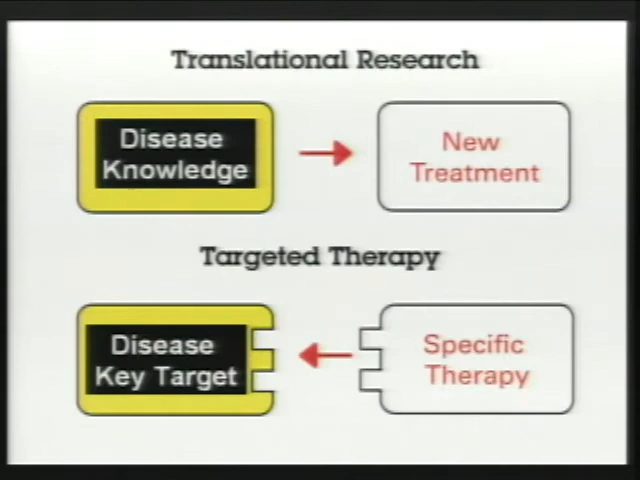 Translational Research
Disease
Knowledge
New
Treatment
Targeted Therapy
Disease
Key Target
Specific
Therapy